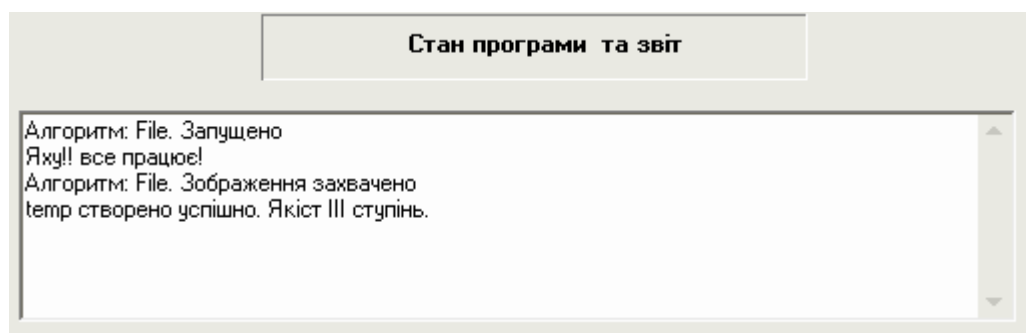 Стан програми та звіт
Алгоритм: File. Запущено
Яху!! все працює!
Алгоритм: File. Зображення захвачено
temp створено успішно. Якіст III ступінь.